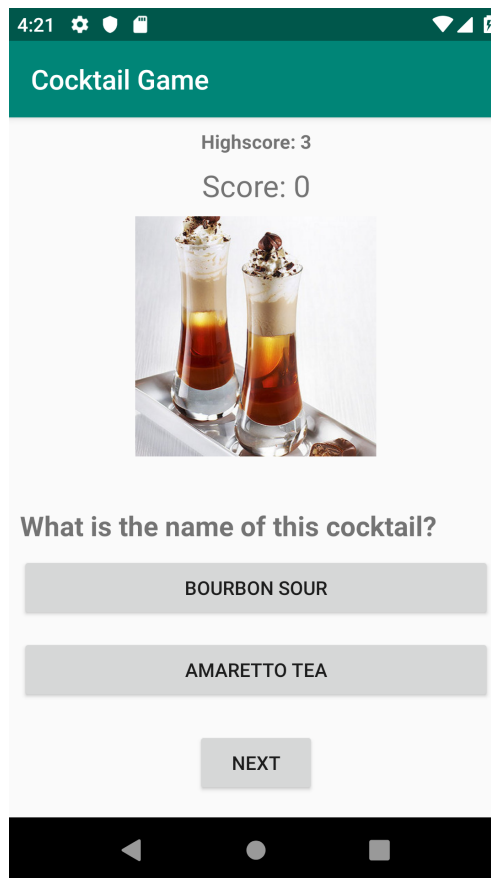 4:21
Cocktail Game
Highscore: 3
Score: 0
What is the name of this cocktail?
BOURBON SOUR
AMARETTO TEA
NEXT